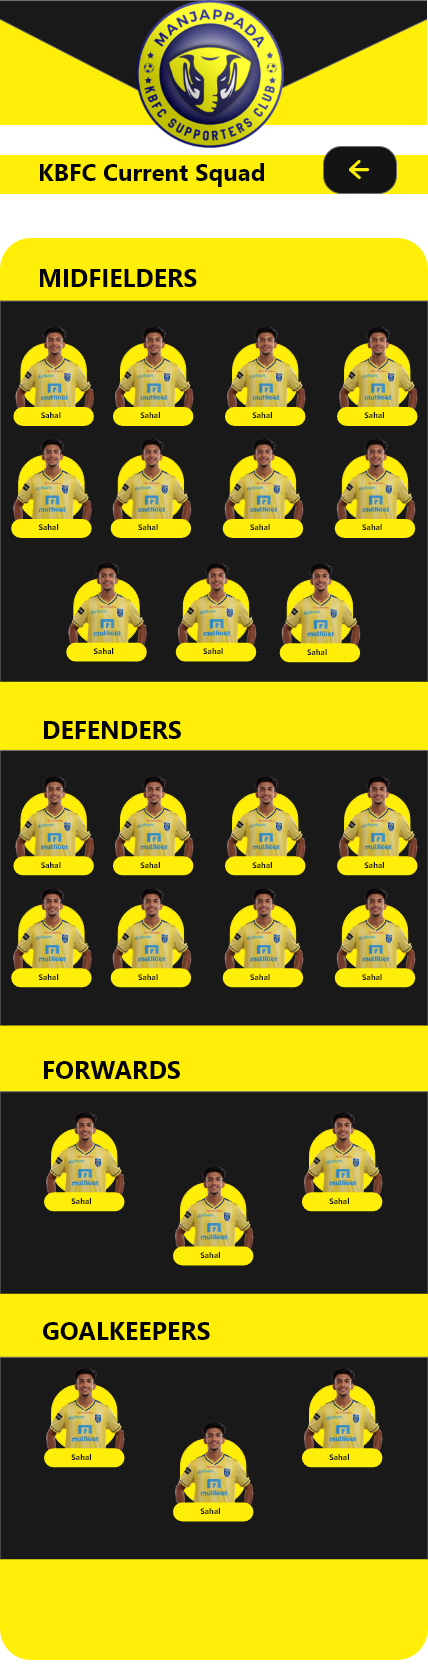 MANJAPPADA
KBFC SUPPORTERS CLUB
KBFC Current Squad
MIDFIELDERS
Sahal Sahal Sahal Sahal
Sahal Sahal Sahal Sahal
Sahal Sahal Sahal
DEFENDERS
Sahal Sahal Sahal Sahal
Sahal Sahal Sahal Sahal
FORWARDS
Sahal Sahal
Sahal
GOALKEEPERS
Sahal Sahal
Sahal